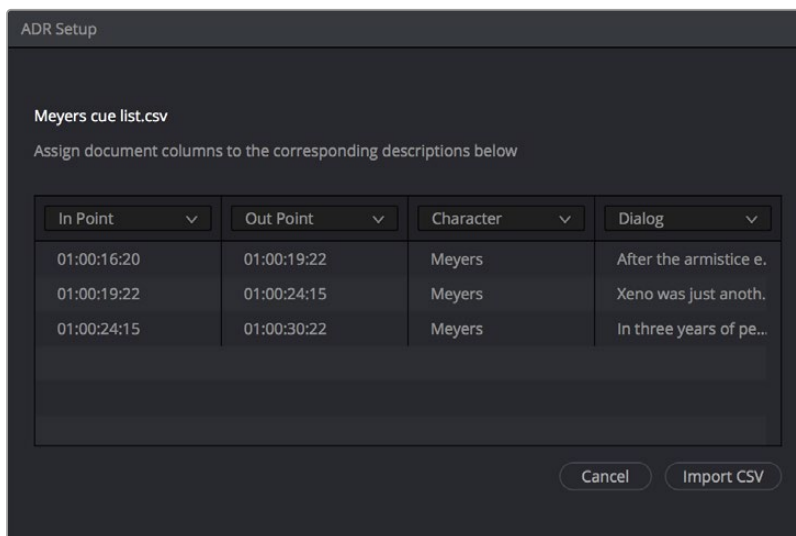 ADR Setup
Meyers cue list.csv
Assign document columns to the corresponding descriptions below
In Point Out Point Character Dialog
01:00:16:20 01:00:19:22 Meyers After the armistice e.
01:00:19:22 01:00:24:15 Meyers Xeno was just anoth.
01:00:24:15 01:00:30:22 Meyers In three years of pe...
Cancel Import CSV